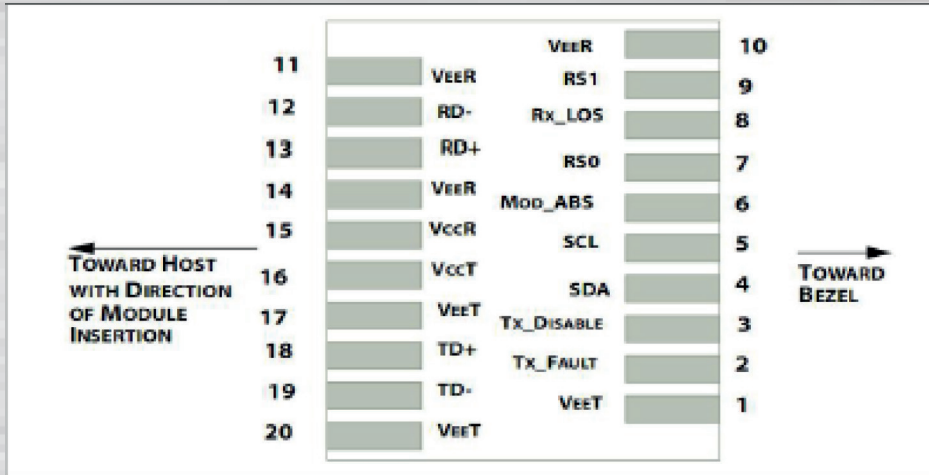 11 VEER
12 RD-
13 RD+
14 VEER
15 VCCR
16 VCCT
17 VEET
18 TD+
19 TD-
20 VEET
TOWARD HOST
WITH DIRECTION
OF MODULE
INSERTION
VEER 10
RS1 9
RX_LOS 8
RS0 7
MOD_ABS 6
SCL 5
SDA 4
TX_DISABLE 3
TX_FAULT 2
VEET 1
TOWARD
BEZEL